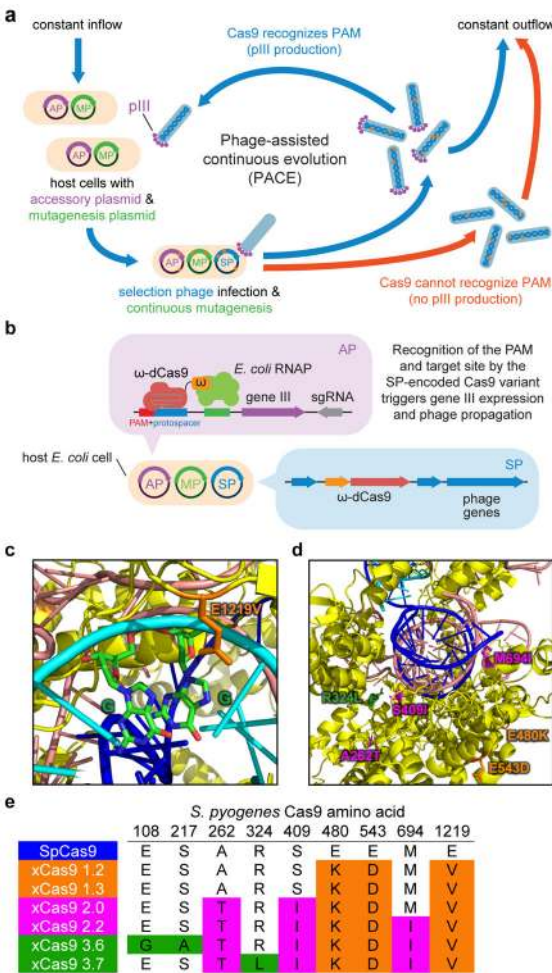 a
constant inflow
Cas9 recognizes PAM
(pIII production)
constant outflow
AP MP
pIII
AP MP
Phage-assisted
continuous evolution
(PACE)
host cells with
accessory plasmid &
mutagenesis plasmid
AP MP SP
selection phage infection &
continuous mutagenesis
Cas9 cannot recognize PAM
(no pIII production)
b
AP
ω-dCas9
ω
E. coli RNAP
gene III
sgRNA
PAM+protospacer
Recognition of the PAM
and target site by the
SP-encoded Cas9 variant
triggers gene III expression
and phage propagation
host E. coli cell
AP MP SP
SP
ω-dCas9
phage
genes
c
E1219V
G
G
d
M694I
R324L
S409I
E480K
A262T
E543D
e
S. pyogenes Cas9 amino acid
108 217 262 324 409 480 543 694 1219
SpCas9 E S A R S E E M E
xCas9 1.2 E S A R S K D M V
xCas9 1.3 E S A R S K D M V
xCas9 2.0 E S T R I K D M V
xCas9 2.2 E S T R I K D I V
xCas9 3.6 G A T R I K D I V
xCas9 3.7 E S T L I K D I V